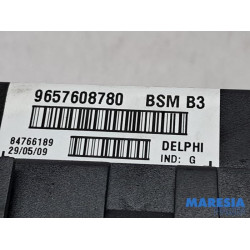 9657608780 BSM B3
84766189
29/05/09
DELPHI
IND: G
MARESIA